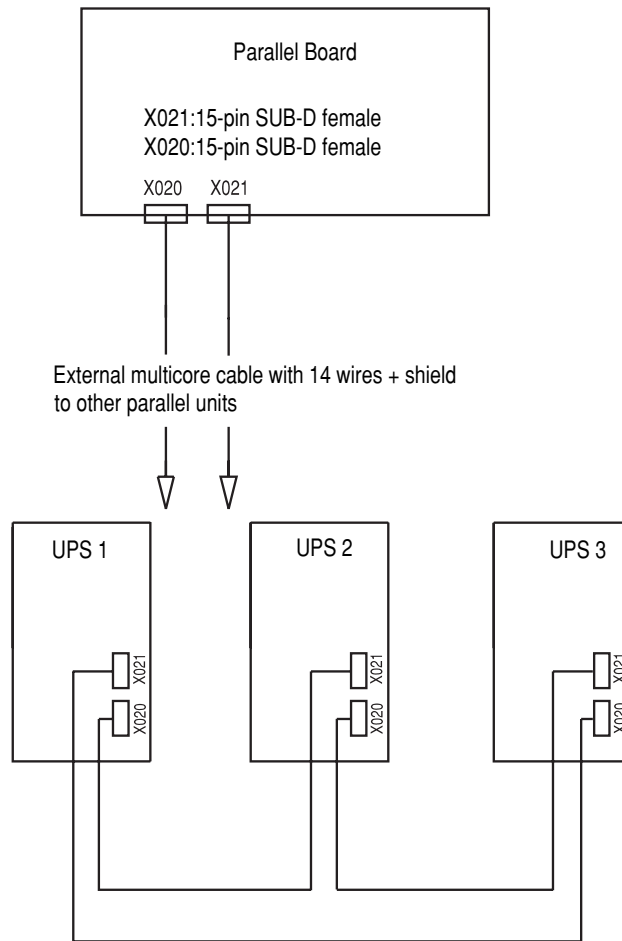 Parallel Board
X021:15-pin SUB-D female
X020:15-pin SUB-D female
X020 X021
External multicore cable with 14 wires + shield
to other parallel units
UPS 1 UPS 2 UPS 3
X021 X021 X021
X020 X020 X020